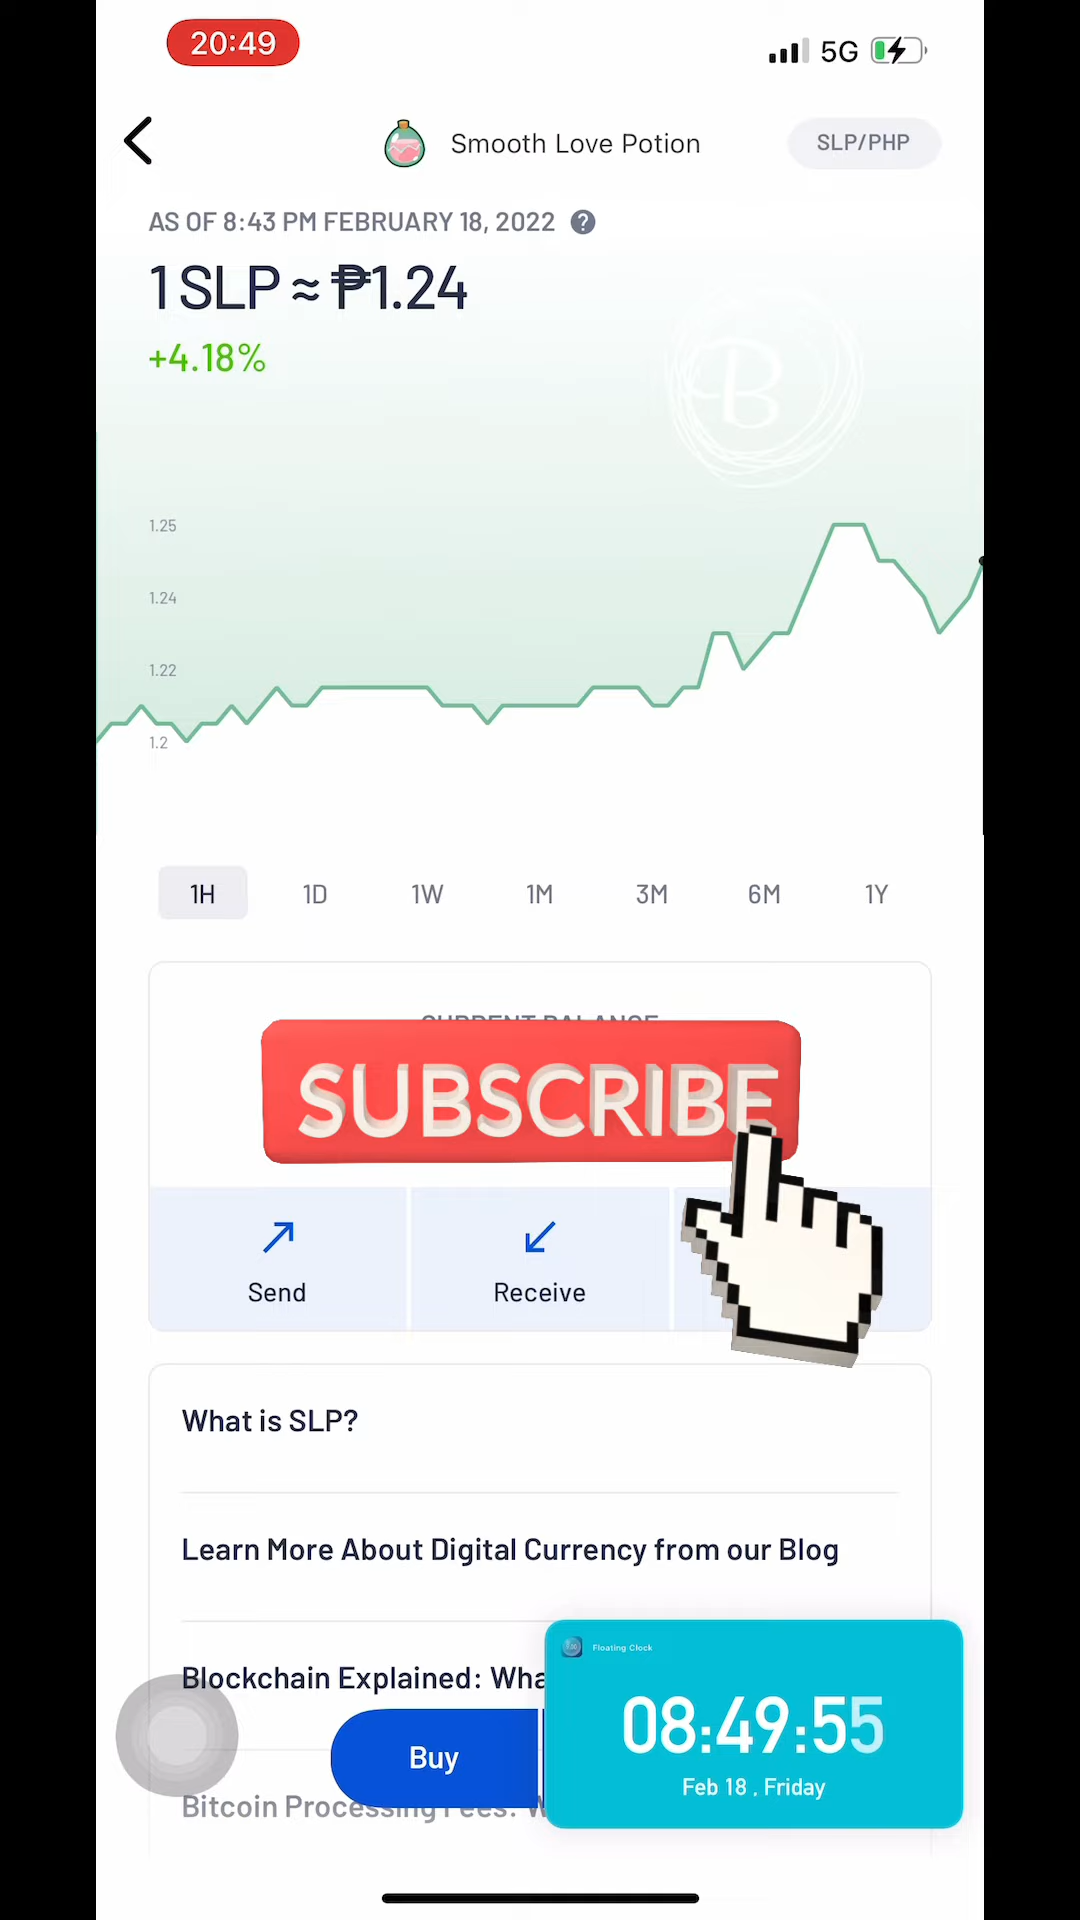 20:49
5G
Smooth Love Potion
SLP/PHP
AS OF 8:43 PM FEBRUARY 18, 2022 ?
1 SLP ≈ ₱1.24
+4.18%
B
1.25
1.24
1.22
1.2
1H 1D 1W 1M 3M 6M 1Y
CURRENT BALANCE
SUBSCRIBE
Send
Receive
What is SLP?
Learn More About Digital Currency from our Blog
Floating Clock
Blockchain Explained:
08:49:55
Buy
Feb 18 , Friday
Bitcoin Processing Fees: